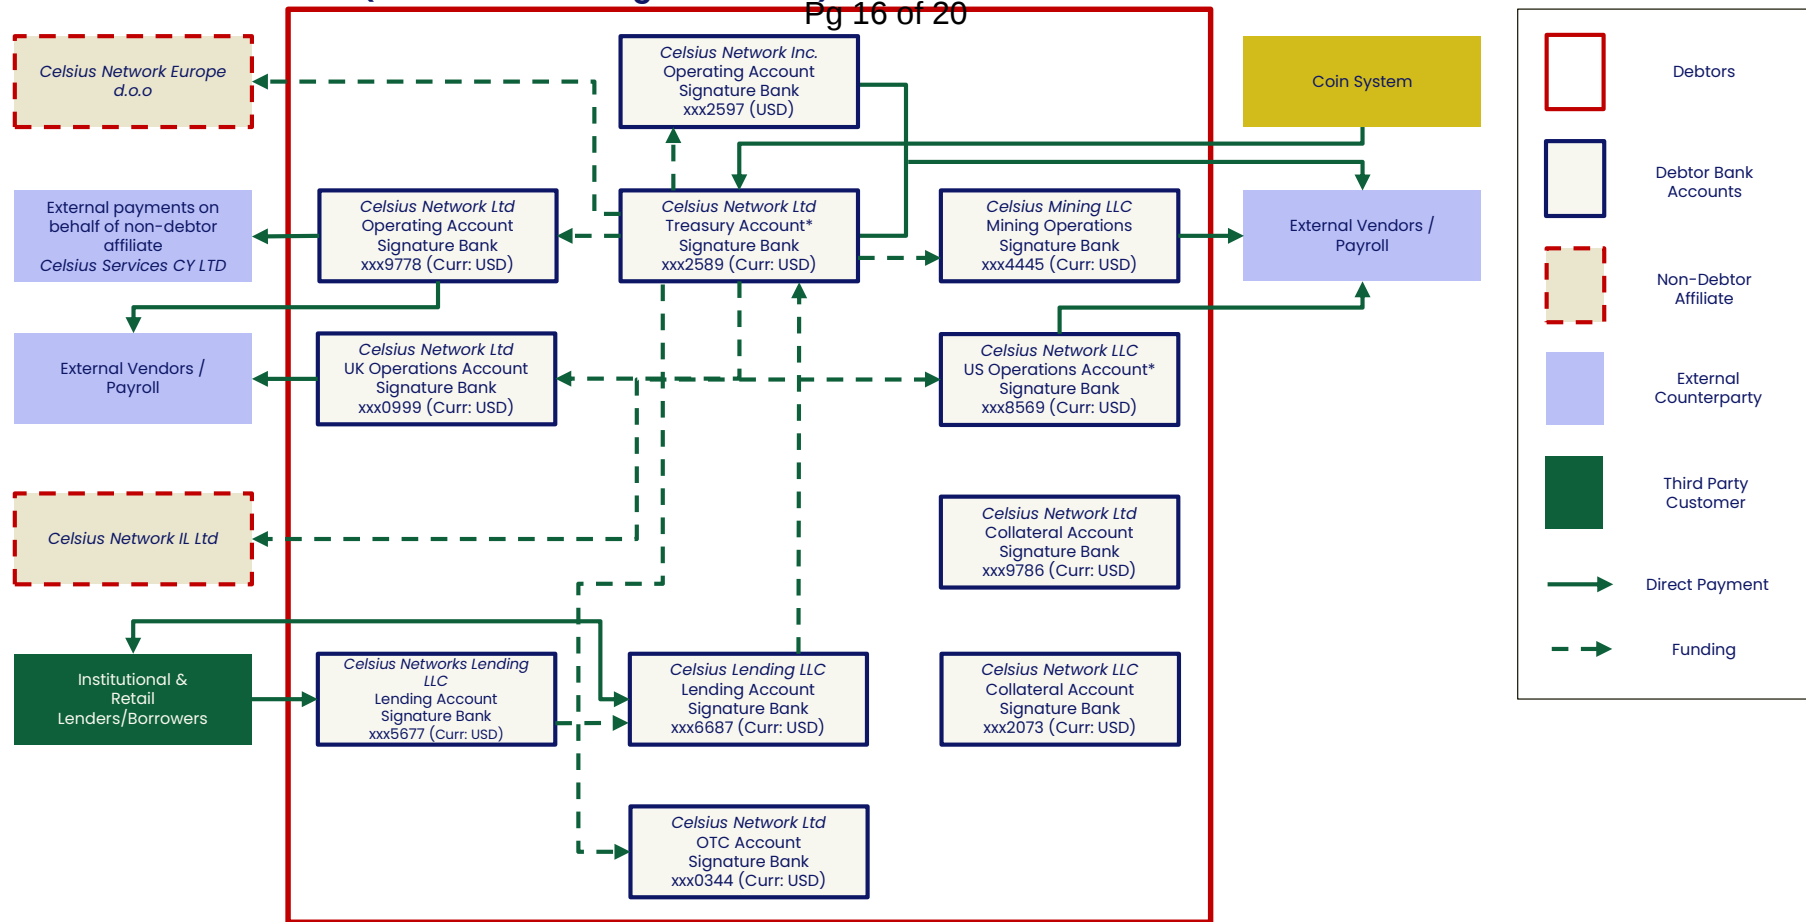 Pg 16 of 20
Celsius Network Europe
d.o.o
Celsius Network Inc.
Operating Account
Signature Bank
xxx2597 (USD)
Coin System
External payments on
behalf of non-debtor
affiliate
Celsius Services CY LTD
Celsius Network Ltd
Operating Account
Signature Bank
xxx9778 (Curr: USD)
Celsius Network Ltd
Treasury Account*
Signature Bank
xxx2589 (Curr: USD)
Celsius Mining LLC
Mining Operations
Signature Bank
xxx4445 (Curr: USD)
External Vendors /
Payroll
External Vendors /
Payroll
Celsius Network Ltd
UK Operations Account
Signature Bank
xxx0999 (Curr: USD)
Celsius Network LLC
US Operations Account*
Signature Bank
xxx8569 (Curr: USD)
Celsius Network IL Ltd
Celsius Network Ltd
Collateral Account
Signature Bank
xxx9786 (Curr: USD)
Institutional &
Retail
Lenders/Borrowers
Celsius Networks Lending
LLC
Lending Account
Signature Bank
xxx5677 (Curr: USD)
Celsius Lending LLC
Lending Account
Signature Bank
xxx6687 (Curr: USD)
Celsius Network LLC
Collateral Account
Signature Bank
xxx2073 (Curr: USD)
Celsius Network Ltd
OTC Account
Signature Bank
xxx0344 (Curr: USD)
Debtors
Debtor Bank
Accounts
Non-Debtor
Affiliate
External
Counterparty
Third Party
Customer
Direct Payment
Funding